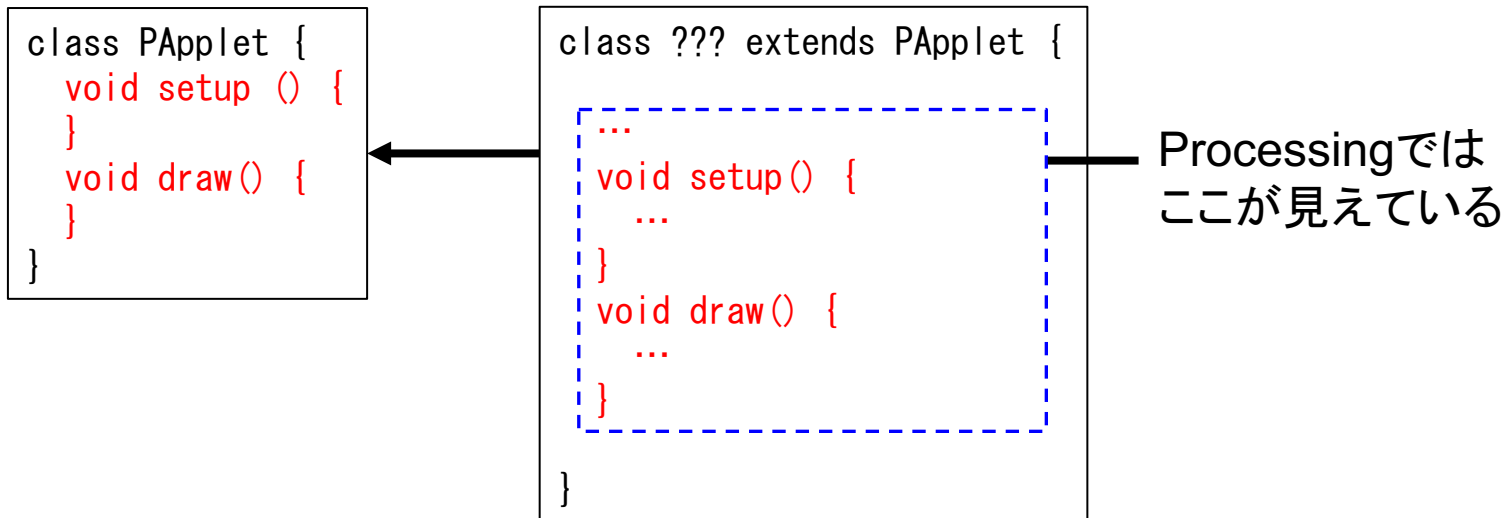 class PApplet {
  void setup () {
  }
  void draw() {
  }
}
class ??? extends PApplet {
  …
  void setup() {
    …
  }
  void draw() {
    …
  }
}
Processingでは
ここが見えている